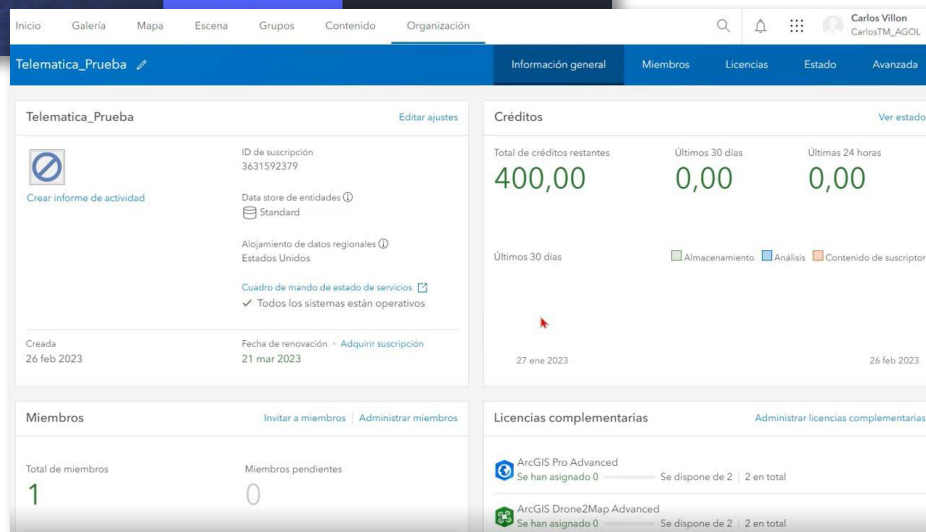 Inicio Galería Mapa Escena Grupos Contenido Organización Carlos Villon
CarlosTM_AGOL
Telematica_Prueba Información general Miembros Licencias Estado Avanzada
Telematica_Prueba Editar ajustes
ID de suscripción
3631592379
Crear informe de actividad
Data store de entidades
Standard
Alojamiento de datos regionales
Estados Unidos
Cuadro de mando de estado de servicios
Todos los sistemas están operativos
Creada
26 feb 2023
Fecha de renovación • Adquirir suscripción
21 mar 2023
Créditos Ver estado
Total de créditos restantes Últimos 30 días Últimas 24 horas
400,00 0,00 0,00
Últimos 30 días Almacenamiento Análisis Contenido de suscriptor
27 ene 2023 26 feb 2023
Miembros Invitar a miembros | Administrar miembros
Total de miembros Miembros pendientes
1 0
Licencias complementarias Administrar licencias complementarias
ArcGIS Pro Advanced
Se han asignado 0 Se dispone de 2 | 2 en total
ArcGIS Drone2Map Advanced
Se han asignado 0 Se dispone de 2 | 2 en total